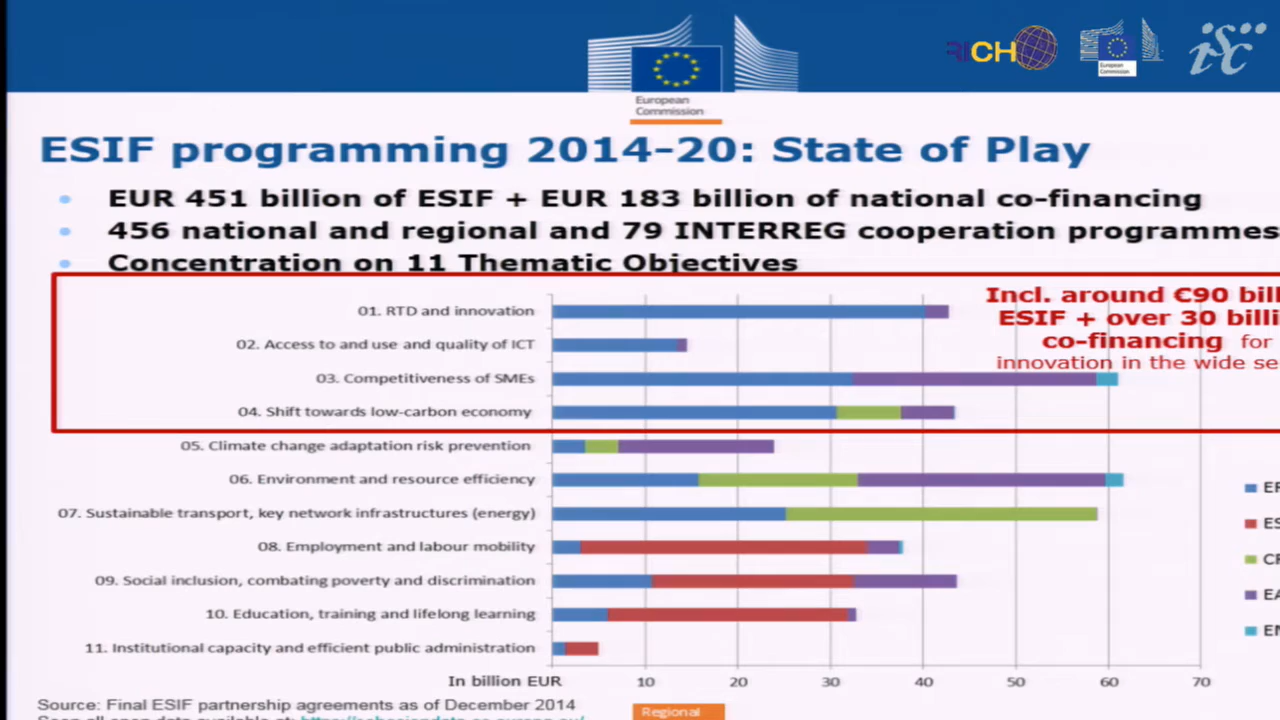 RICH
European
Commission
iSC
European
Commission
ESIF programming 2014-20: State of Play
EUR 451 billion of ESIF + EUR 183 billion of national co-financing
456 national and regional and 79 INTERREG cooperation programmes
Concentration on 11 Thematic Objectives
Incl. around €90 bill
ESIF + over 30 billi
co-financing for
innovation in the wide se
01. RTD and innovation
02. Access to and use and quality of ICT
03. Competitiveness of SMEs
04. Shift towards low-carbon economy
05. Climate change adaptation risk prevention
06. Environment and resource efficiency
07. Sustainable transport, key network infrastructures (energy)
08. Employment and labour mobility
09. Social inclusion, combating poverty and discrimination
10. Education, training and lifelong learning
11. Institutional capacity and efficient public administration
In billion EUR 10 20 30 40 50 60 70
Source: Final ESIF partnership agreements as of December 2014
Regional